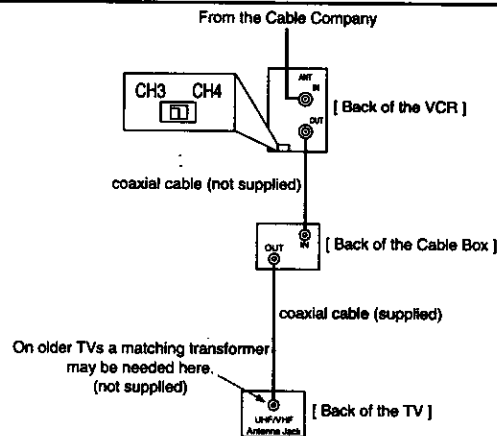 From the Cable Company
ANT
IN
CH3 CH4
OUT
[ Back of the VCR ]
coaxial cable (not supplied)
OUT
IN
[ Back of the Cable Box ]
coaxial cable (supplied)
On older TVs a matching transformer
may be needed here.
(not supplied)
UHF/VHF
Antenna Jack
[ Back of the TV ]